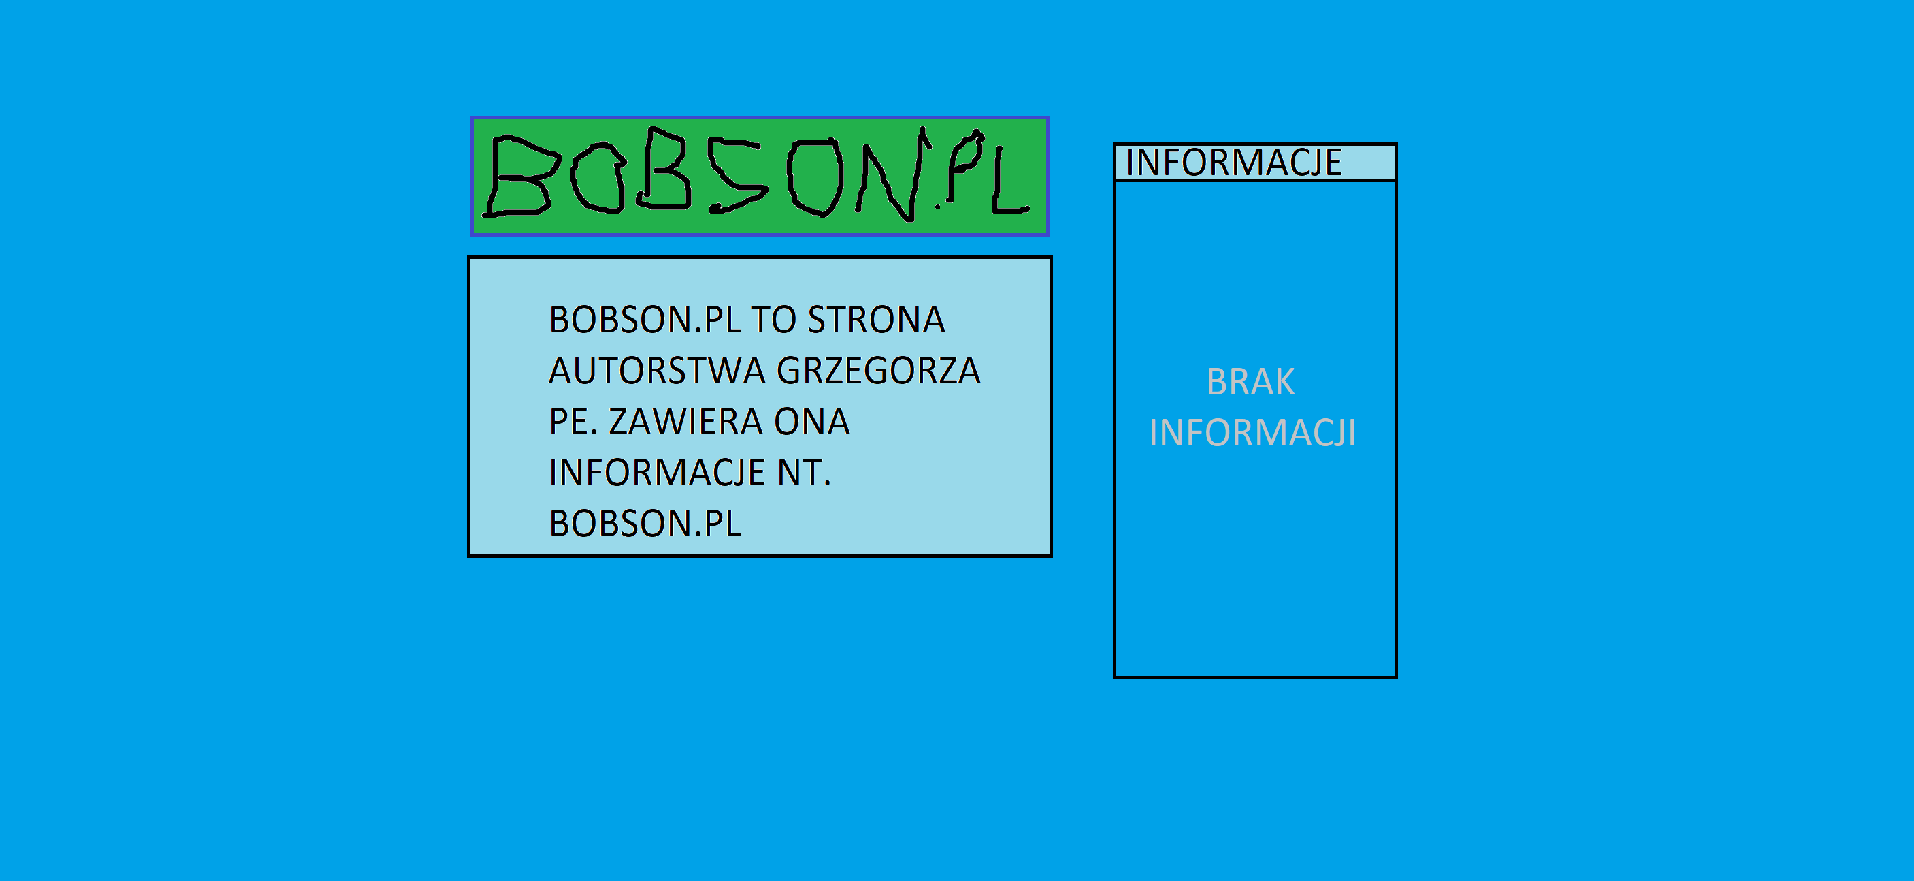 BOBSON.PL
BOBSON.PL TO STRONA
AUTORSTWA GRZEGORZA
PE. ZAWIERA ONA
INFORMACJE NT.
BOBSON.PL
INFORMACJE
BRAK
INFORMACJI